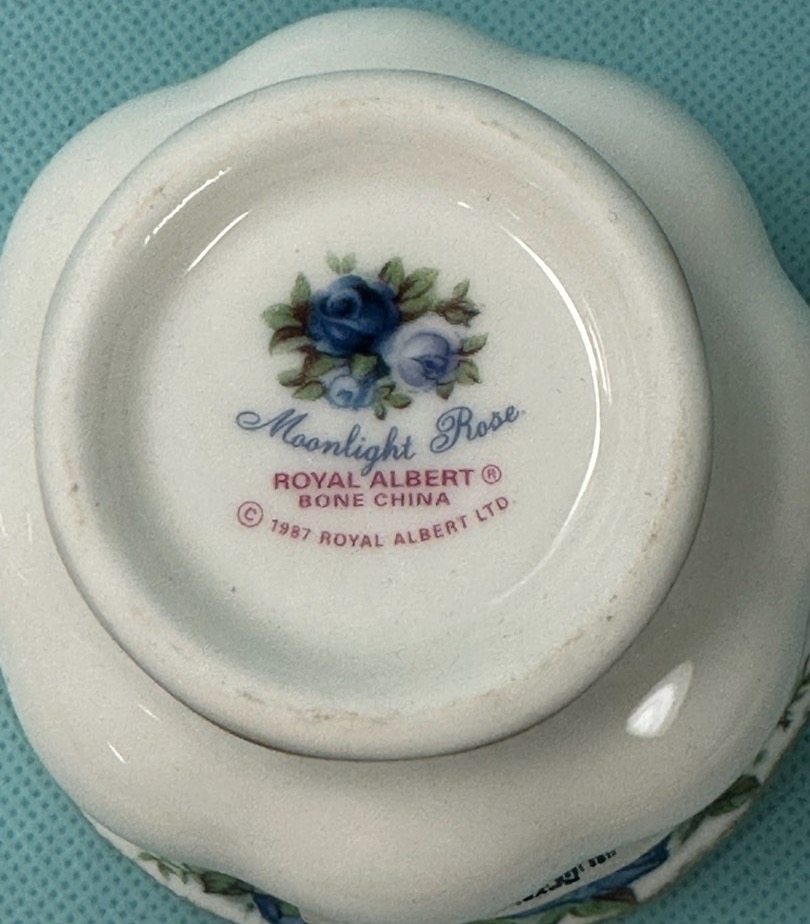 Moonlight Rose
ROYAL ALBERT ®
BONE CHINA
© 1987 ROYAL ALBERT LTD.